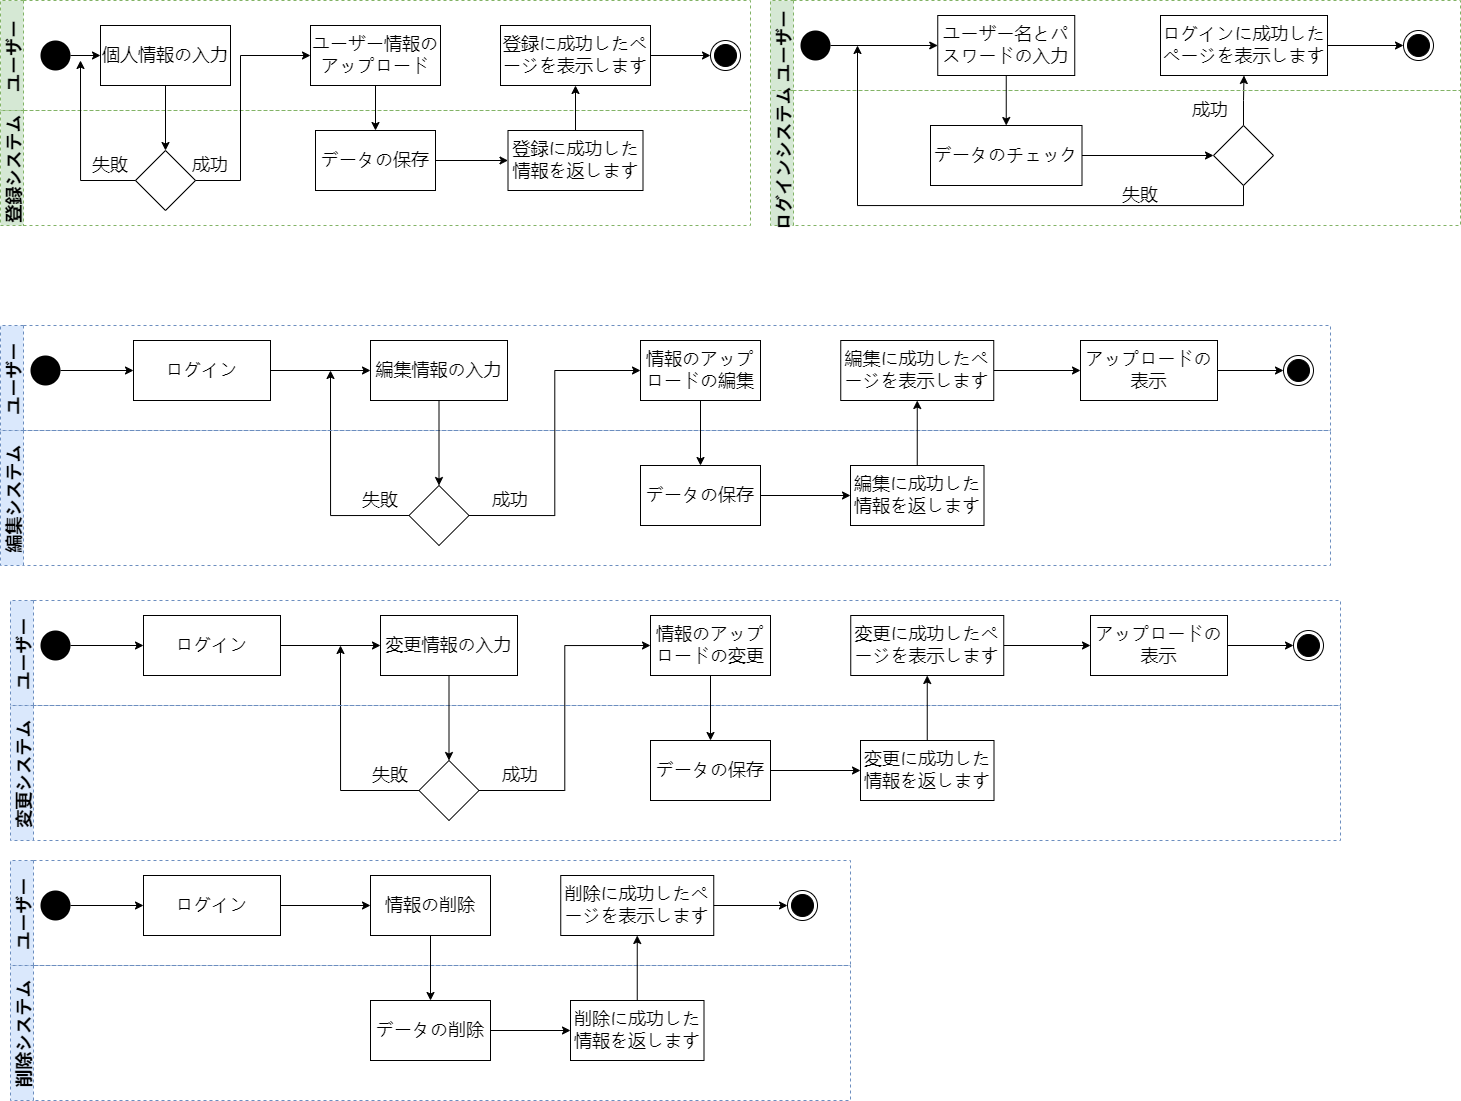 ユーザー
個人情報の入力
ユーザー情報の
アップロード
登録に成功したペ
ージを表示します
登録システム
失敗
成功
データの保存
登録に成功した
情報を返します
ユーザー
ユーザー名とパ
スワードの入力
ログインに成功した
ページを表示します
ログインシステム
データのチェック
成功
失敗
ユーザー
ログイン
編集情報の入力
情報のアップ
ロードの編集
編集に成功したペ
ージを表示します
アップロードの
表示
編集システム
失敗
成功
データの保存
編集に成功した
情報を返します
ユーザー
ログイン
変更情報の入力
情報のアップ
ロードの変更
変更に成功したペ
ージを表示します
アップロードの
表示
変更システム
失敗
成功
データの保存
変更に成功した
情報を返します
ユーザー
ログイン
情報の削除
削除に成功したペ
ージを表示します
削除システム
データの削除
削除に成功した
情報を返します